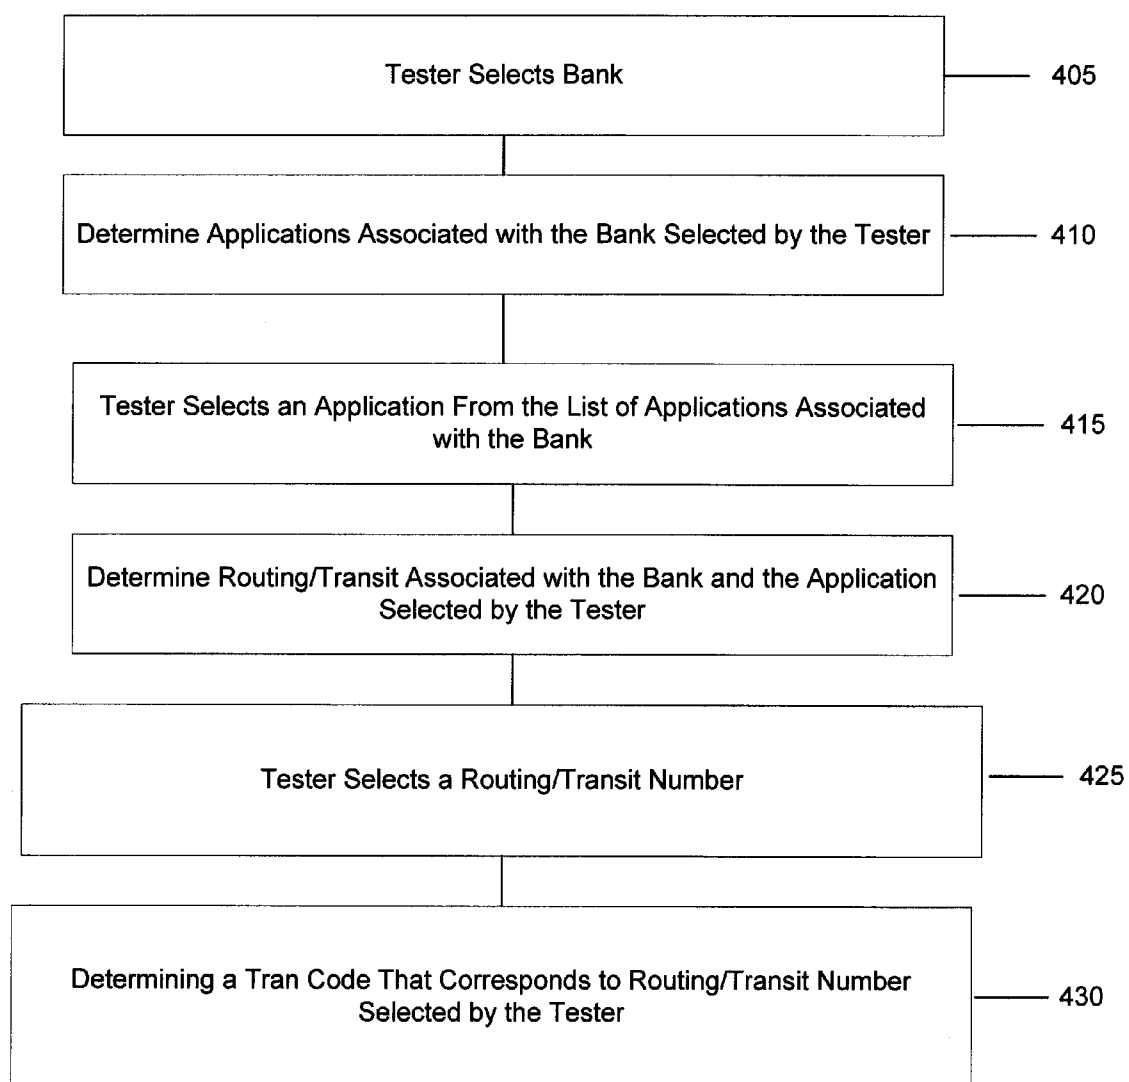 Tester Selects Bank
405
Determine Applications Associated with the Bank Selected by the Tester
410
Tester Selects an Application From the List of Applications Associated
with the Bank
415
Determine Routing/Transit Associated with the Bank and the Application
Selected by the Tester
420
Tester Selects a Routing/Transit Number
425
Determining a Tran Code That Corresponds to Routing/Transit Number
Selected by the Tester
430